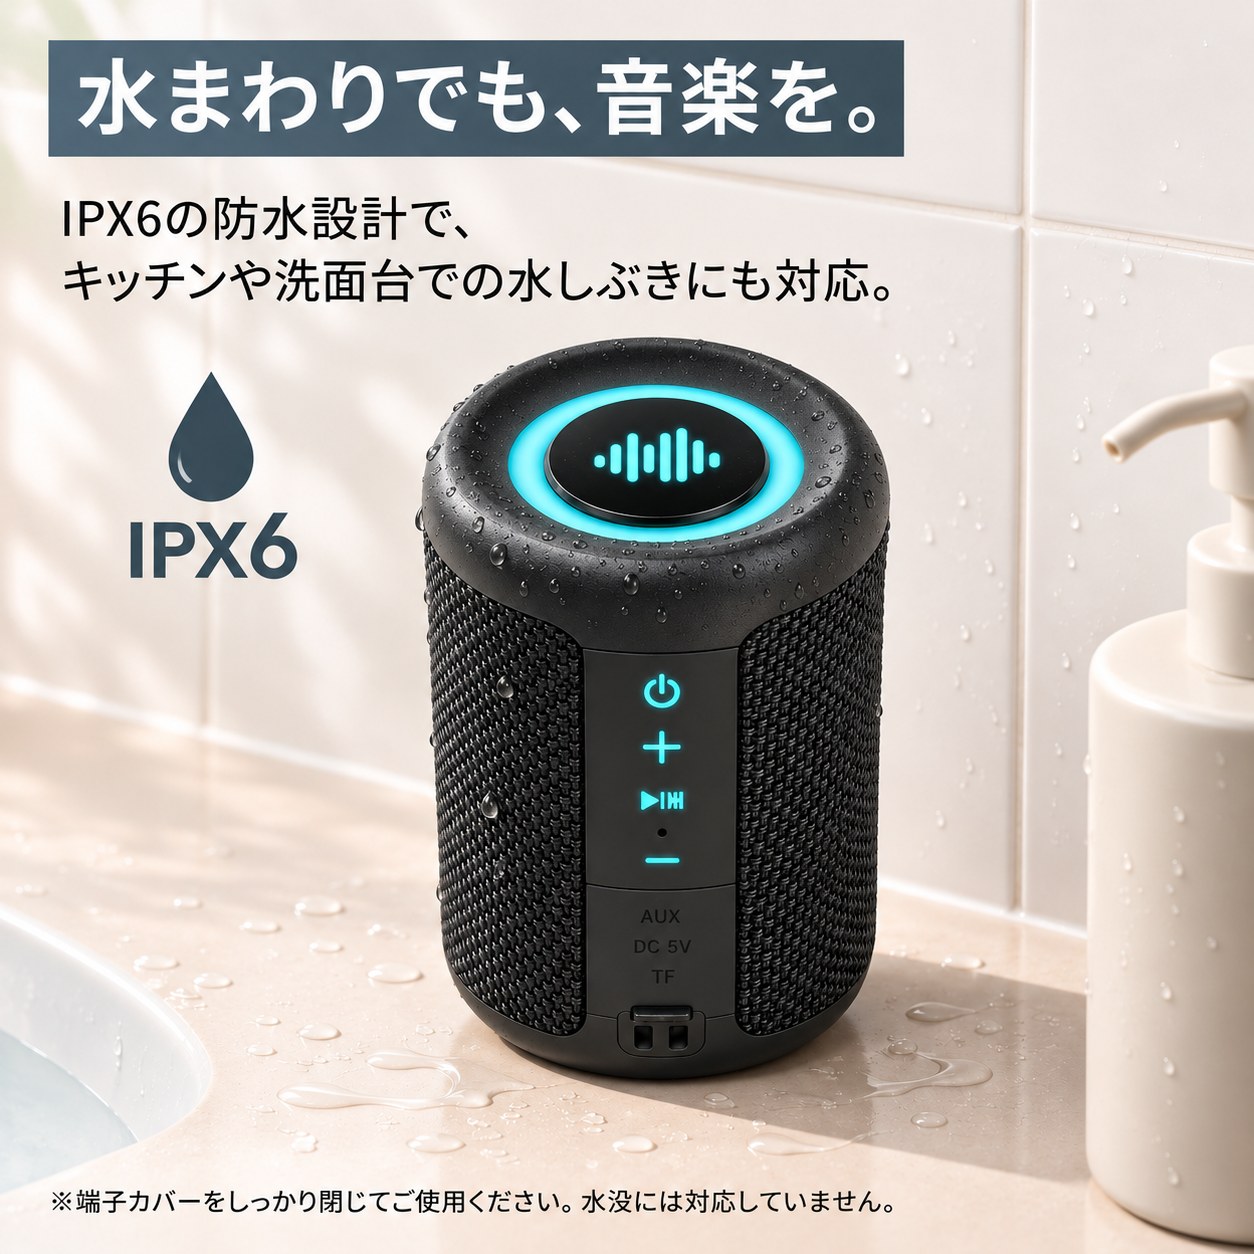 水まわりでも、音楽を。
IPX6の防水設計で、
キッチンや洗面台での水しぶきにも対応。
IPX6
AUX
DC 5V
TF
※端子カバーをしっかり閉じてご使用ください。水没には対応していません。